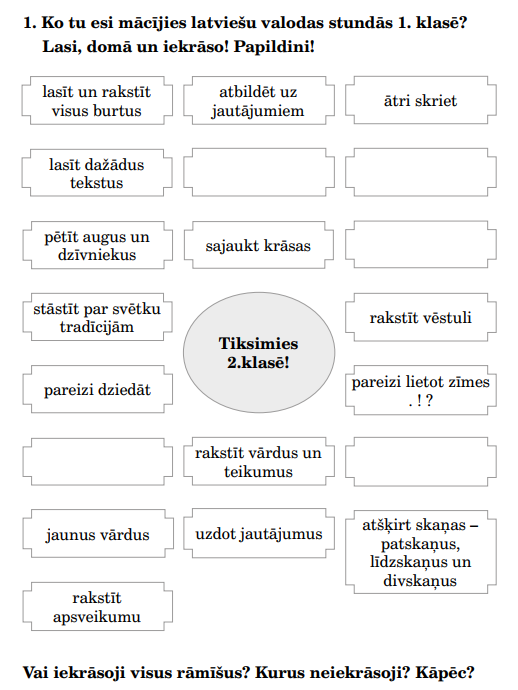 1. Ko tu esi mācījies latviešu valodas stundās 1. klasē?
Lasi, domā un iekrāso! Papildini!
lasīt un rakstīt
visus burtus
atbildēt uz
jautājumiem
ātri skriet
lasīt dažādus
tekstus
pētīt augus un
dzīvniekus
sajaukt krāsas
stāstīt par svētku
tradīcijām
Tiksimies
2.klasē!
rakstīt vēstuli
pareizi dziedāt
pareizi lietot zīmes
. ! ?
rakstīt vārdus un
teikumus
jaunus vārdus
uzdot jautājumus
atšķirt skaņas –
patskaņus,
līdzskaņus un
divskaņus
rakstīt
apsveikumu
Vai iekrāsoji visus rāmīšus? Kurus neiekrāsoji? Kāpēc?